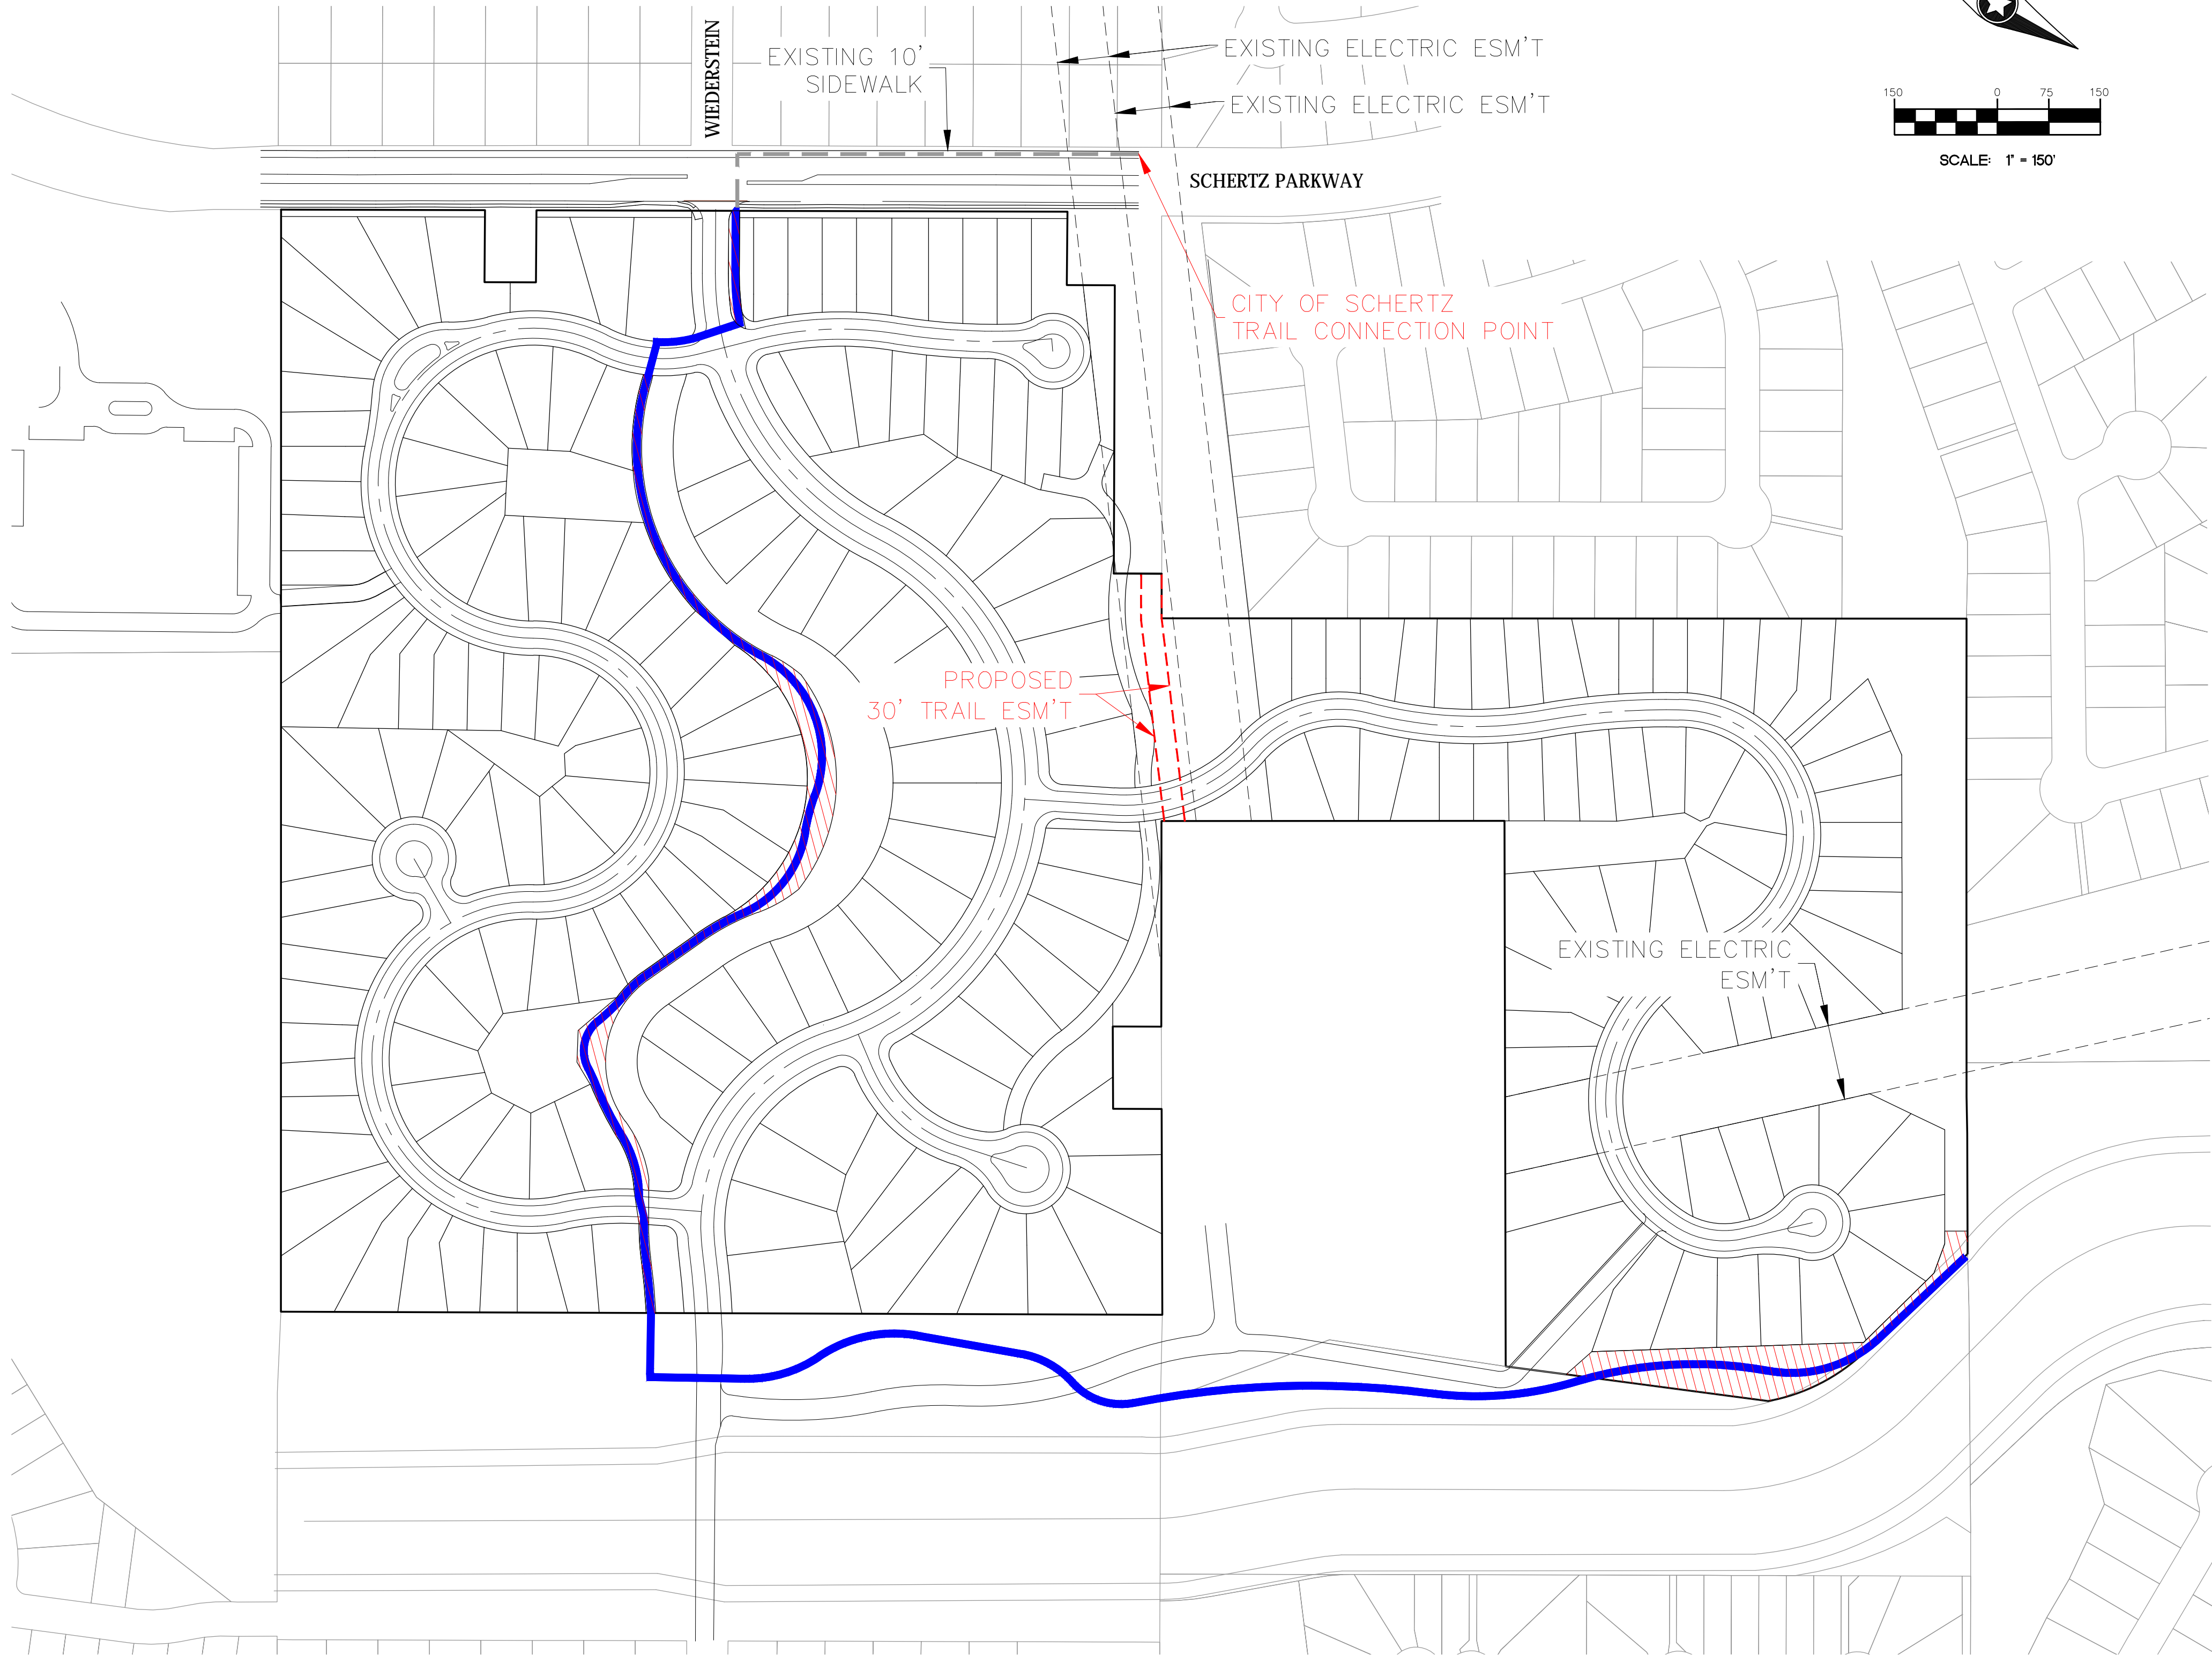 WIEDERSTEIN
EXISTING 10'
SIDEWALK
EXISTING ELECTRIC ESM'T
EXISTING ELECTRIC ESM'T
150 0 75 150
SCALE: 1" = 150'
SCHERTZ PARKWAY
CITY OF SCHERTZ
TRAIL CONNECTION POINT
PROPOSED
30' TRAIL ESM'T
EXISTING ELECTRIC
ESM'T